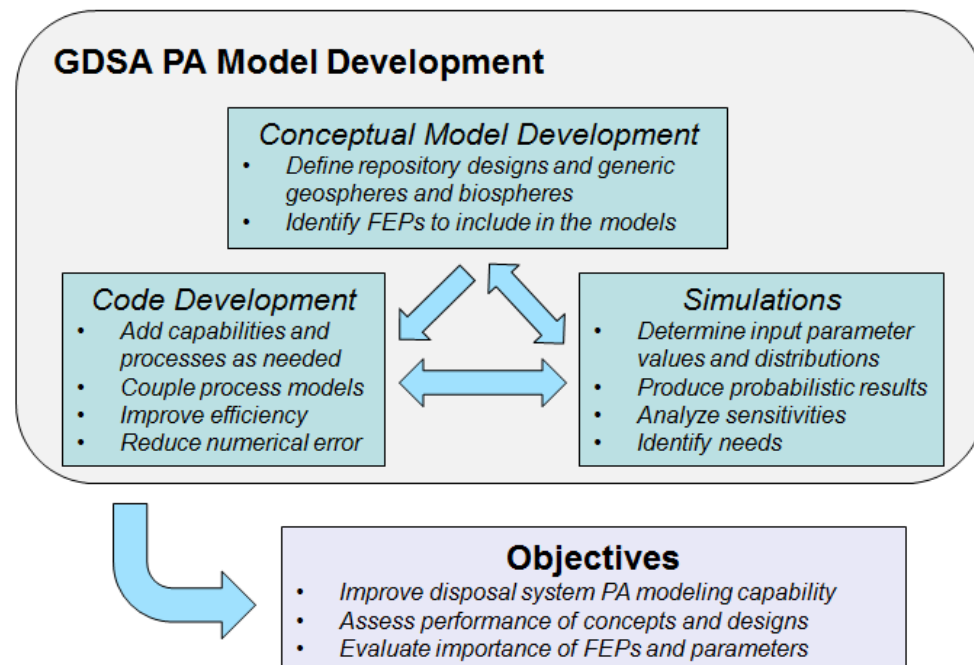 GDSA PA Model Development
Conceptual Model Development
• Define repository designs and generic
geospheres and biospheres
• Identify FEPs to include in the models
Code Development
• Add capabilities and
processes as needed
• Couple process models
• Improve efficiency
• Reduce numerical error
Simulations
• Determine input parameter
values and distributions
• Produce probabilistic results
• Analyze sensitivities
• Identify needs
Objectives
• Improve disposal system PA modeling capability
• Assess performance of concepts and designs
• Evaluate importance of FEPs and parameters